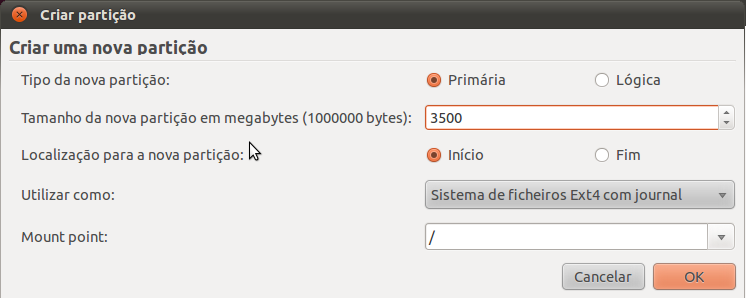 Criar partição
Criar uma nova partição
Tipo da nova partição: Primária Lógica
Tamanho da nova partição em megabytes (1000000 bytes): 3500
Localização para a nova partição: Início Fim
Utilizar como: Sistema de ficheiros Ext4 com journal
Mount point: /
Cancelar OK